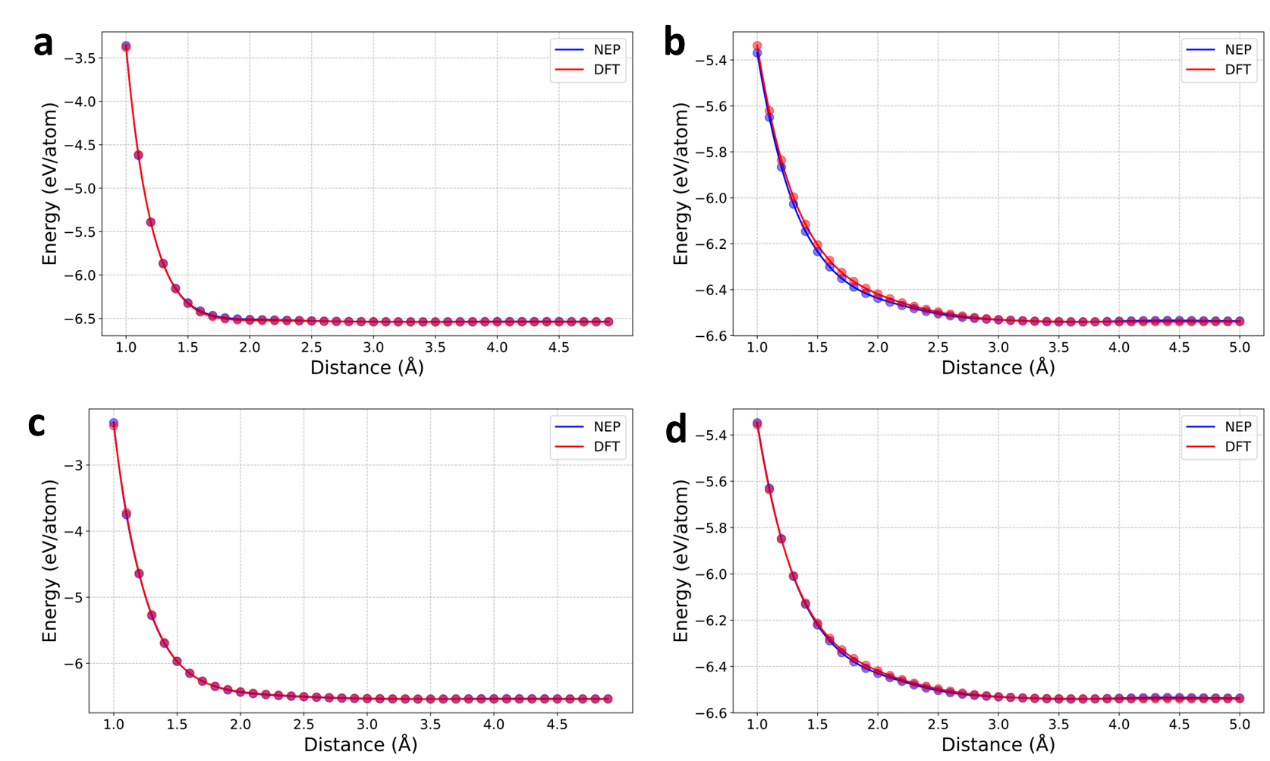 a
−3.5
−4.0
−4.5
−5.0
−5.5
−6.0
−6.5
1.0 1.5 2.0 2.5 3.0 3.5 4.0 4.5
Distance (Å)
Energy (eV/atom)
NEP
DFT
b
−5.4
−5.6
−5.8
−6.0
−6.2
−6.4
−6.6
1.0 1.5 2.0 2.5 3.0 3.5 4.0 4.5 5.0
Distance (Å)
Energy (eV/atom)
NEP
DFT
c
−3
−4
−5
−6
1.0 1.5 2.0 2.5 3.0 3.5 4.0 4.5
Distance (Å)
Energy (eV/atom)
NEP
DFT
d
−5.4
−5.6
−5.8
−6.0
−6.2
−6.4
−6.6
1.0 1.5 2.0 2.5 3.0 3.5 4.0 4.5 5.0
Distance (Å)
Energy (eV/atom)
NEP
DFT